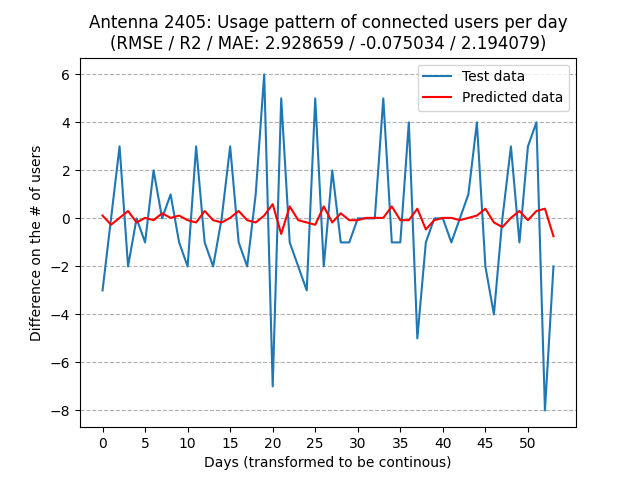 Antenna 2405: Usage pattern of connected users per day
(RMSE / R2 / MAE: 2.928659 / -0.075034 / 2.194079)
Test data
Predicted data
Difference on the # of users
6
4
2
0
−2
−4
−6
−8
0 5 10 15 20 25 30 35 40 45 50
Days (transformed to be continous)